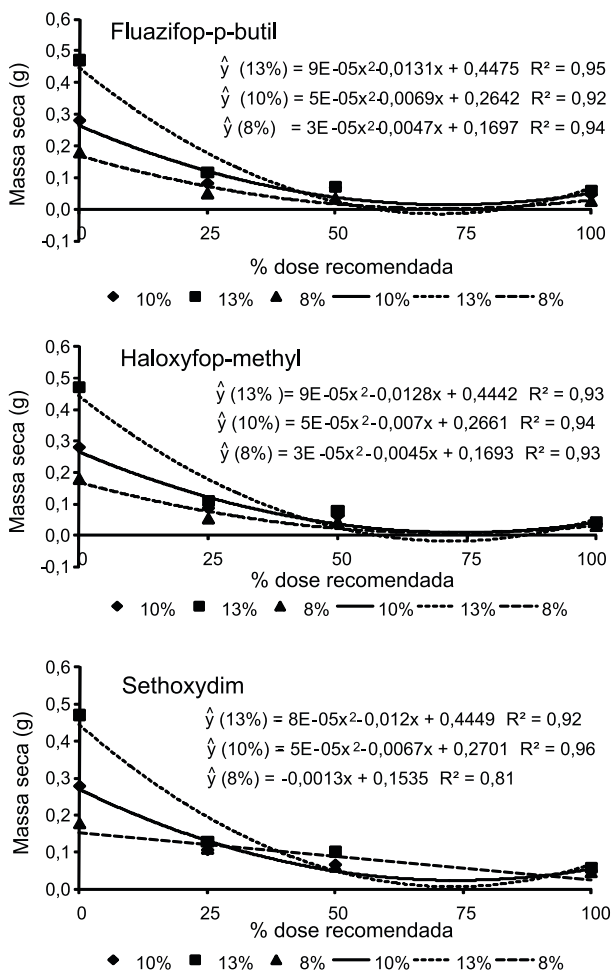 Fluazifop-p-butil
ŷ (13%) = 9E-05x²-0,0131x + 0,4475 R² = 0,95
ŷ (10%) = 5E-05x²-0,0069x + 0,2642 R² = 0,92
ŷ (8%) = 3E-05x²-0,0047x + 0,1697 R² = 0,94
Massa seca (g)
0,6
0,5
0,4
0,3
0,2
0,1
0,0
-0,1
0 25 50 75 100
% dose recomendada
10% 13% 8% 10% 13% 8%
Haloxyfop-methyl
ŷ (13% ) = 9E-05x²-0,0128x + 0,4442 R² = 0,93
ŷ (10%) = 5E-05x²-0,007x + 0,2661 R² = 0,94
ŷ (8%) = 3E-05x²-0,0045x + 0,1693 R² = 0,93
Massa seca (g)
0,6
0,5
0,4
0,3
0,2
0,1
0,0
-0,1
0 25 50 75 100
% dose recomendada
10% 13% 8% 10% 13% 8%
Sethoxydim
ŷ (13%) = 8E-05x²-0,012x + 0,4449 R² = 0,92
ŷ (10%) = 5E-05x²-0,0067x + 0,2701 R² = 0,96
ŷ (8%) = -0,0013x + 0,1535 R² = 0,81
Massa seca (g)
0,6
0,5
0,4
0,3
0,2
0,1
0,0
0 25 50 75 100
% dose recomendada
10% 13% 8% 10% 13% 8%